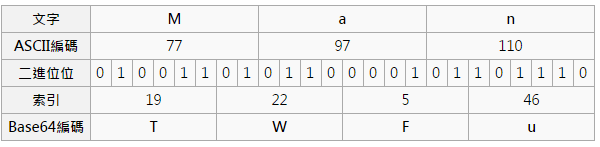 文字 M a n
ASCII編碼 77 97 110
二進位位 0 1 0 0 1 1 0 1 0 1 1 0 0 0 0 1 0 1 1 0 1 1 1 0
索引 19 22 5 46
Base64編碼 T W F u